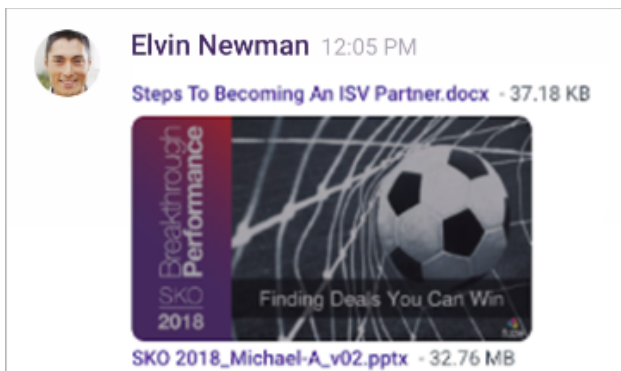 Elvin Newman 12:05 PM
Steps To Becoming An ISV Partner.docx - 37.18 KB
Breakthrough
Performance
SKO
2018
Finding Deals You Can Win
SKO 2018_Michael-A_v02.pptx - 32.76 MB